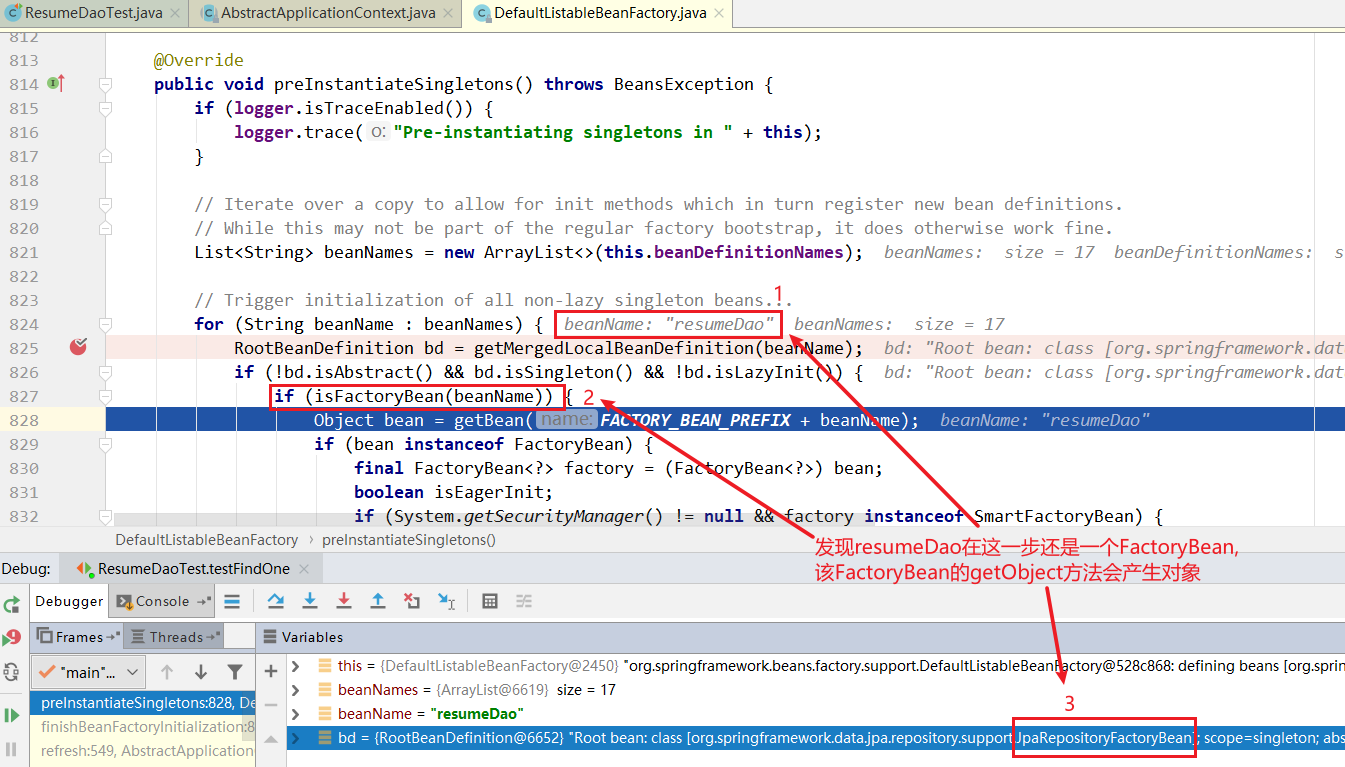 ResumeDaoTest.java × AbstractApplicationContext.java × DefaultListableBeanFactory.java ×
812
813 @Override
814 public void preInstantiateSingletons() throws BeansException {
815 if (logger.isTraceEnabled()) {
816 logger.trace( o: "Pre-instantiating singletons in " + this);
817 }
818
819 // Iterate over a copy to allow for init methods which in turn register new bean definitions.
820 // While this may not be part of the regular factory bootstrap, it does otherwise work fine.
821 List<String> beanNames = new ArrayList<>(this.beanDefinitionNames); beanNames: size = 17 beanDefinitionNames: s
822
823 // Trigger initialization of all non-lazy singleton beans... 1
824 for (String beanName : beanNames) { beanName: "resumeDao" beanNames: size = 17
825 RootBeanDefinition bd = getMergedLocalBeanDefinition(beanName); bd: "Root bean: class [org.springframework.dat
826 if (!bd.isAbstract() && bd.isSingleton() && !bd.isLazyInit()) { bd: "Root bean: class [org.springframework.dat
827 if (isFactoryBean(beanName)) { 2
828 Object bean = getBean( name: FACTORY_BEAN_PREFIX + beanName); beanName: "resumeDao"
829 if (bean instanceof FactoryBean) {
830 final FactoryBean<?> factory = (FactoryBean<?>) bean;
831 boolean isEagerInit;
832 if (System.getSecurityManager() != null && factory instanceof SmartFactoryBean) {
DefaultListableBeanFactory › preInstantiateSingletons()
发现resumeDao在这一步还是一个FactoryBean,
该FactoryBean的getObject方法会产生对象
Debug: ResumeDaoTest.testFindOne ×
Debugger Console
Frames Threads Variables
"main"...
preInstantiateSingletons:828, De
finishBeanFactoryInitialization:8
refresh:549, AbstractApplication
this = {DefaultListableBeanFactory@2450} "org.springframework.beans.factory.support.DefaultListableBeanFactory@528c868: defining beans [org.spring
beanNames = {ArrayList@6619} size = 17
beanName = "resumeDao"
3
bd = {RootBeanDefinition@6652} "Root bean: class [org.springframework.data.jpa.repository.support.JpaRepositoryFactoryBean]; scope=singleton; abs